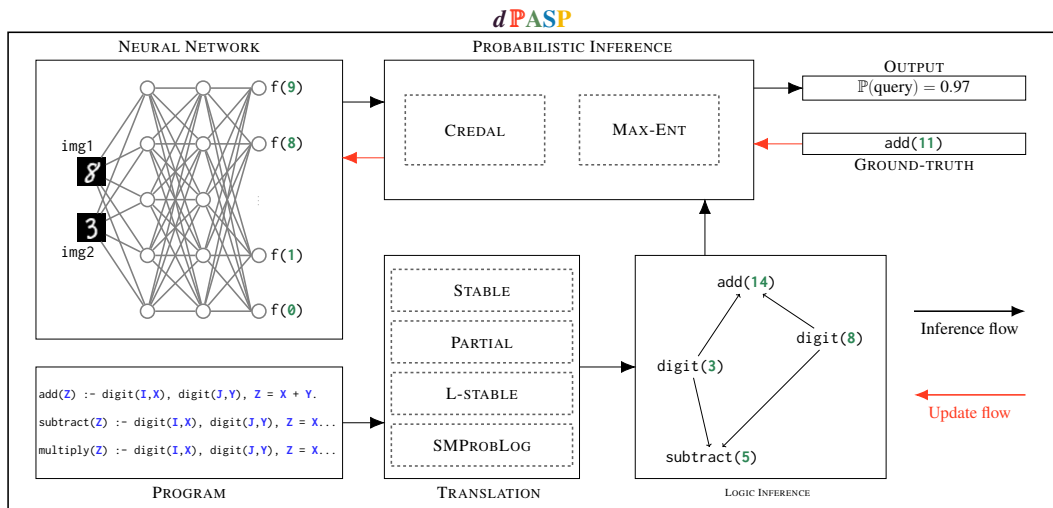 dPASP
NEURAL NETWORK
img1
8
3
img2
f(9)
f(8)
f(1)
f(0)
PROBABILISTIC INFERENCE
CREDAL
MAX-ENT
OUTPUT
ℙ(query) = 0.97
add(11)
GROUND-TRUTH
add(Z) :- digit(I,X), digit(J,Y), Z = X + Y.
subtract(Z) :- digit(I,X), digit(J,Y), Z = X...
multiply(Z) :- digit(I,X), digit(J,Y), Z = X...
PROGRAM
STABLE
PARTIAL
L-STABLE
SMPROBLOG
TRANSLATION
add(14)
digit(8)
digit(3)
subtract(5)
LOGIC INFERENCE
Inference flow
Update flow